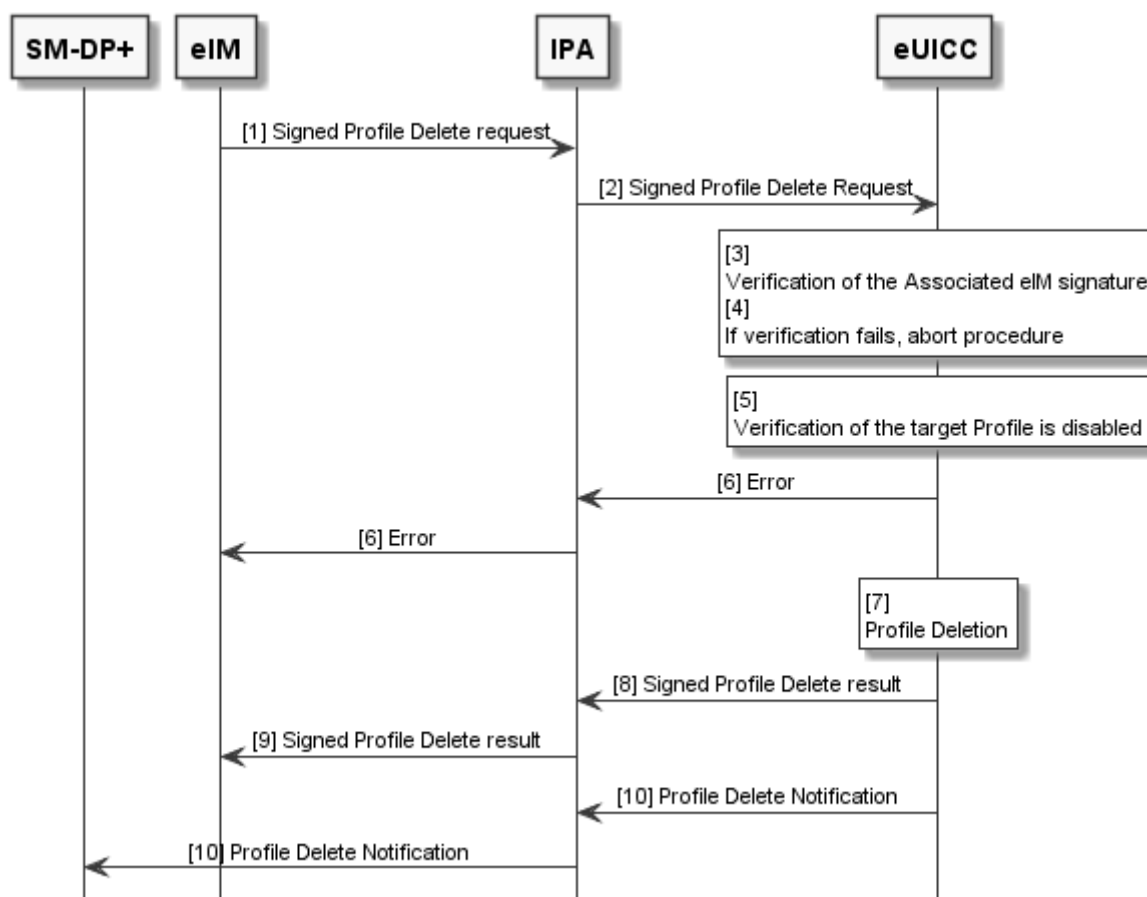 SM-DP+ eIM IPA eUICC
[1] Signed Profile Delete request
[2] Signed Profile Delete Request
[3]
Verification of the Associated eIM signature
[4]
If verification fails, abort procedure
[5]
Verification of the target Profile is disabled
[6] Error
[6] Error
[7]
Profile Deletion
[8] Signed Profile Delete result
[9] Signed Profile Delete result
[10] Profile Delete Notification
[10] Profile Delete Notification